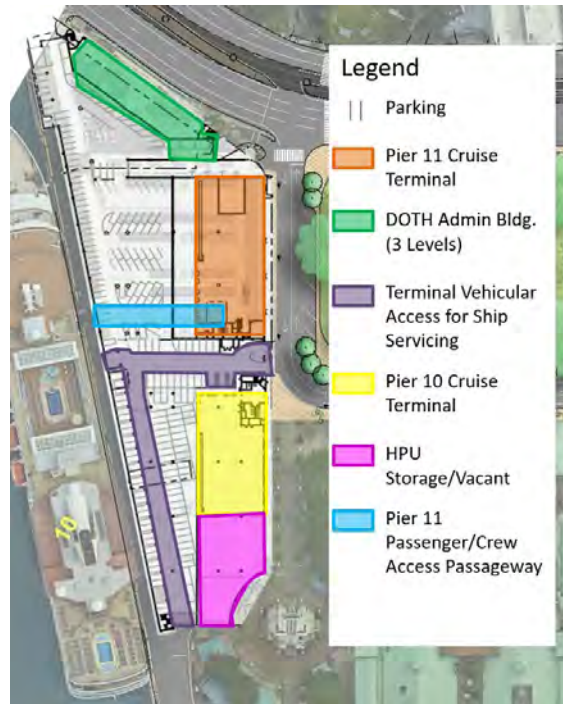 Legend
Parking
Pier 11 Cruise
Terminal
DOTH Admin Bldg.
(3 Levels)
Terminal Vehicular
Access for Ship
Servicing
Pier 10 Cruise
Terminal
HPU
Storage/Vacant
Pier 11
Passenger/Crew
Access Passageway
10